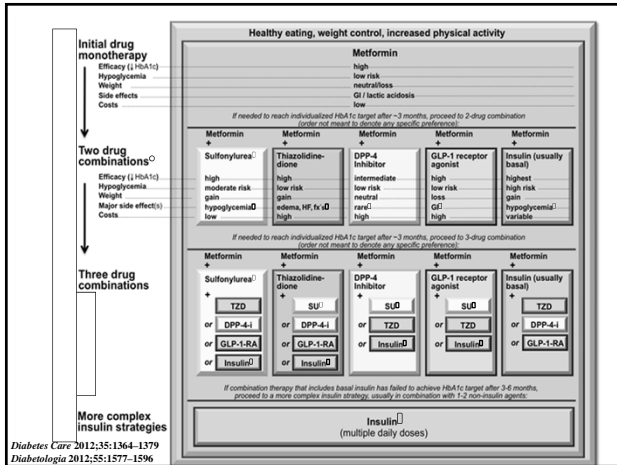 Healthy eating, weight control, increased physical activity
Initial drug
monotherapy
Metformin
Efficacy (↓HbA1c) high
Hypoglycemia low risk
Weight neutral/loss
Side effects GI / lactic acidosis
Costs low
If needed to reach individualized HbA1c target after ~3 months, proceed to 2-drug combination
(order not meant to denote any specific preference):
Metformin Metformin Metformin Metformin Metformin
+ + + + +
Two drug
combinations
Sulfonylurea Thiazolidine-dione DPP-4 Inhibitor GLP-1 receptor agonist Insulin (usually basal)
Efficacy (↓HbA1c) high high intermediate high highest
Hypoglycemia moderate risk low risk low risk low risk high risk
Weight gain gain neutral loss gain
Major side effect(s) hypoglycemia edema, HF, fx's rare GI hypoglycemia
Costs low high high high variable
If needed to reach individualized HbA1c target after ~3 months, proceed to 3-drug combination
(order not meant to denote any specific preference):
Metformin Metformin Metformin Metformin Metformin
+ + + + +
Three drug
combinations
Sulfonylurea Thiazolidine-dione DPP-4 Inhibitor GLP-1 receptor agonist Insulin (usually basal)
+ + + + +
TZD SU SU SU TZD
or DPP-4-i or DPP-4-i or TZD or TZD or DPP-4-i
or GLP-1-RA or GLP-1-RA or Insulin or Insulin or GLP-1-RA
or Insulin or Insulin
If combination therapy that includes basal insulin has failed to achieve HbA1c target after 3-6 months,
proceed to a more complex insulin strategy, usually in combination with 1-2 non-insulin agents:
More complex
insulin strategies
Insulin
(multiple daily doses)
Diabetes Care 2012;35:1364–1379
Diabetologia 2012;55:1577–1596